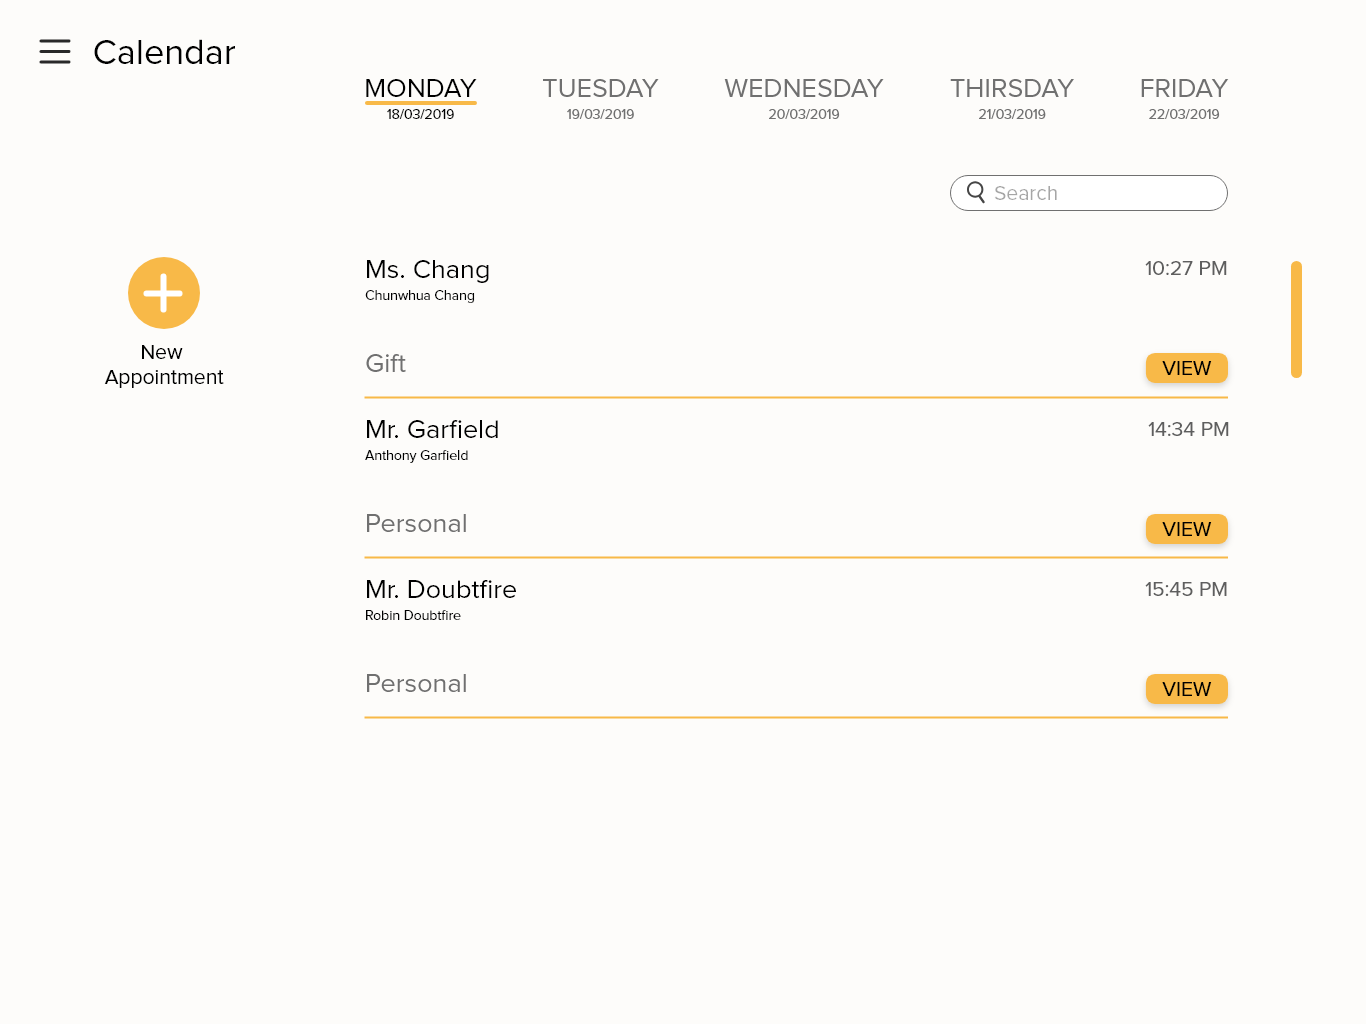 Calendar
MONDAY
18/03/2019
TUESDAY
19/03/2019
WEDNESDAY
20/03/2019
THIRSDAY
21/03/2019
FRIDAY
22/03/2019
Search
New
Appointment
Ms. Chang
10:27 PM
Chunwhua Chang
Gift
VIEW
Mr. Garfield
14:34 PM
Anthony Garfield
Personal
VIEW
Mr. Doubtfire
15:45 PM
Robin Doubtfire
Personal
VIEW